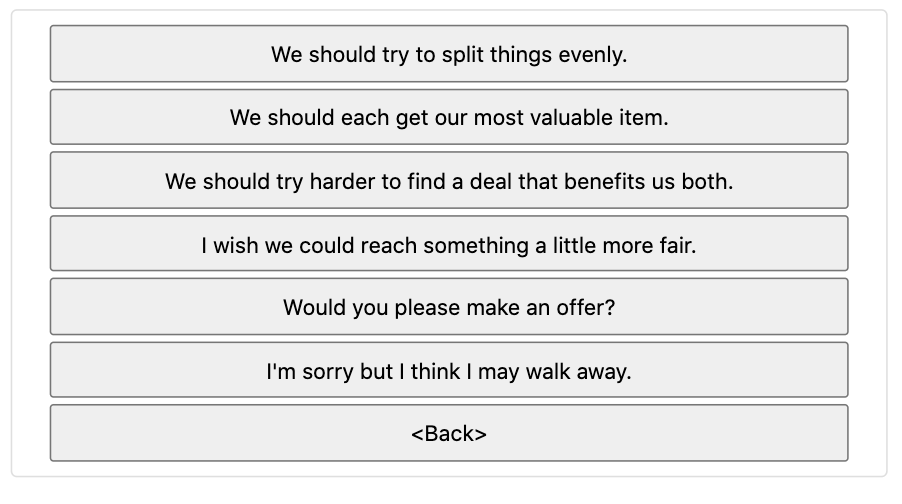 We should try to split things evenly.
We should each get our most valuable item.
We should try harder to find a deal that benefits us both.
I wish we could reach something a little more fair.
Would you please make an offer?
I'm sorry but I think I may walk away.
<Back>